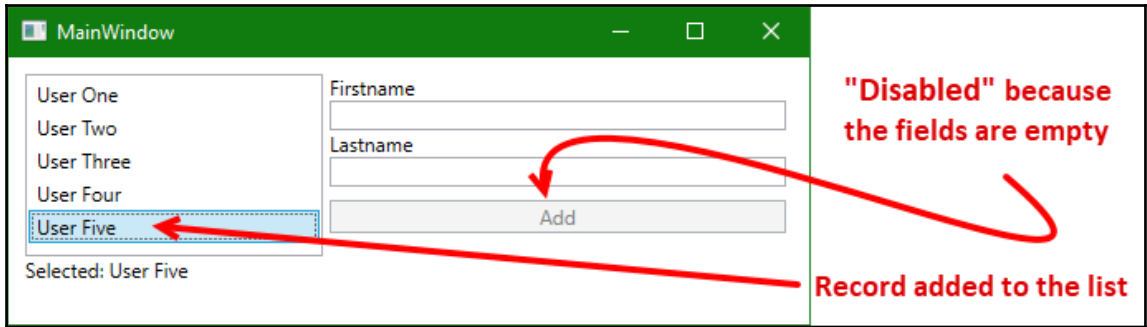 MainWindow
User One
User Two
User Three
User Four
User Five
Selected: User Five
Firstname
Lastname
Add
"Disabled" because
the fields are empty
Record added to the list